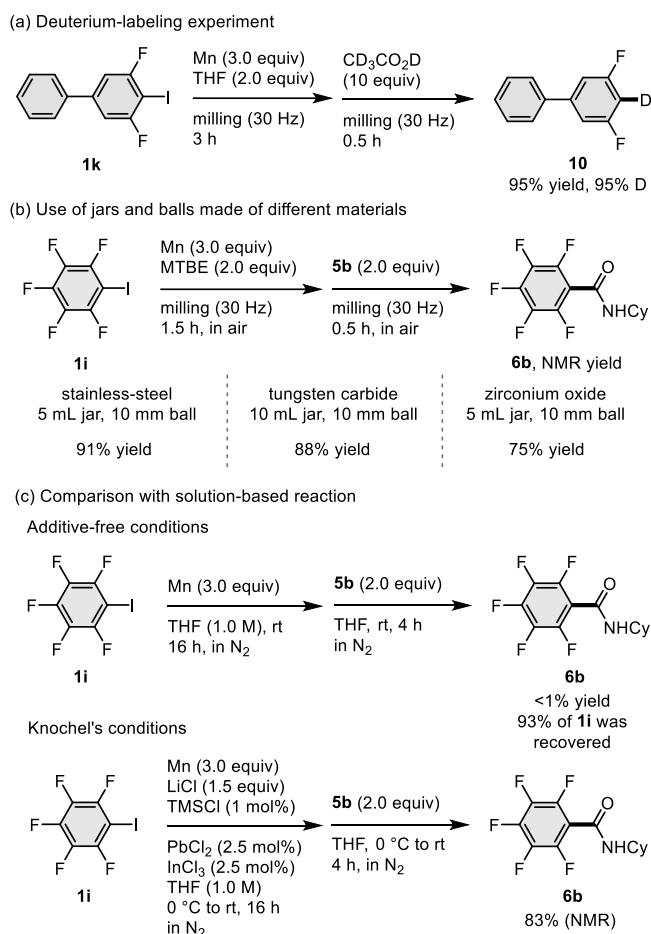 (a) Deuterium-labeling experiment
F
I
F
1k
Mn (3.0 equiv)
THF (2.0 equiv)
milling (30 Hz)
3 h
CD3CO2D
(10 equiv)
milling (30 Hz)
0.5 h
F
D
F
10
95% yield, 95% D
(b) Use of jars and balls made of different materials
F F
F I
F F
1i
Mn (3.0 equiv)
MTBE (2.0 equiv)
milling (30 Hz)
1.5 h, in air
5b (2.0 equiv)
milling (30 Hz)
0.5 h, in air
F F O
F NHCy
F F
6b, NMR yield
stainless-steel
5 mL jar, 10 mm ball
91% yield
tungsten carbide
10 mL jar, 10 mm ball
88% yield
zirconium oxide
5 mL jar, 10 mm ball
75% yield
(c) Comparison with solution-based reaction
Additive-free conditions
F F
F I
F F
1i
Mn (3.0 equiv)
THF (1.0 M), rt
16 h, in N2
5b (2.0 equiv)
THF, rt, 4 h
in N2
F F O
F NHCy
F F
6b
<1% yield
93% of 1i was
recovered
Knochel's conditions
F F
F I
F F
1i
Mn (3.0 equiv)
LiCl (1.5 equiv)
TMSCl (1 mol%)
PbCl2 (2.5 mol%)
InCl3 (2.5 mol%)
THF (1.0 M)
0 °C to rt, 16 h
in N2
5b (2.0 equiv)
THF, 0 °C to rt
4 h, in N2
F F O
F NHCy
F F
6b
83% (NMR)